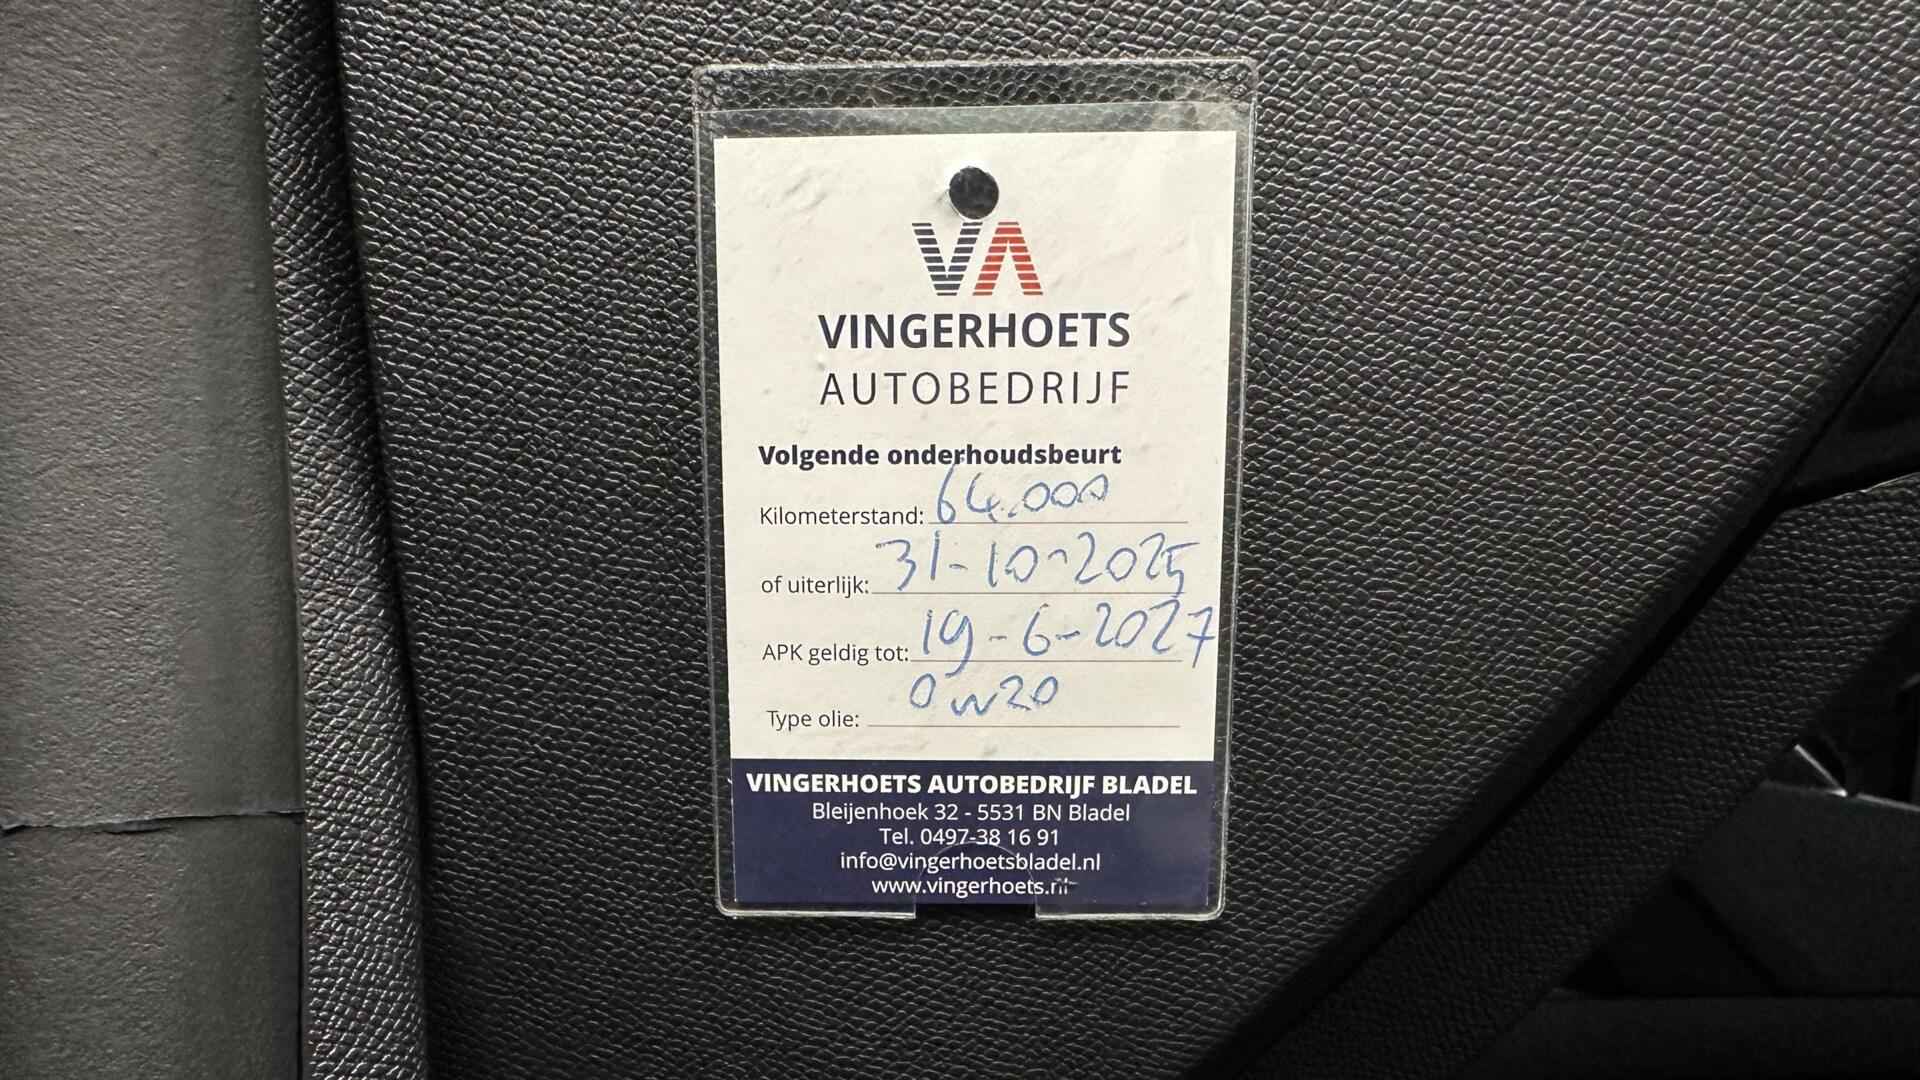 VA
VINGERHOETS
AUTOBEDRIJF
Volgende onderhoudsbeurt
Kilometerstand: 64.000
of uiterlijk: 31-10-2025
APK geldig tot: 19-6-2027
Type olie: 0w20
VINGERHOETS AUTOBEDRIJF BLADEL
Bleijenhoek 32 - 5531 BN Bladel
Tel. 0497-38 16 91
info@vingerhoetsbladel.nl
www.vingerhoets.nl